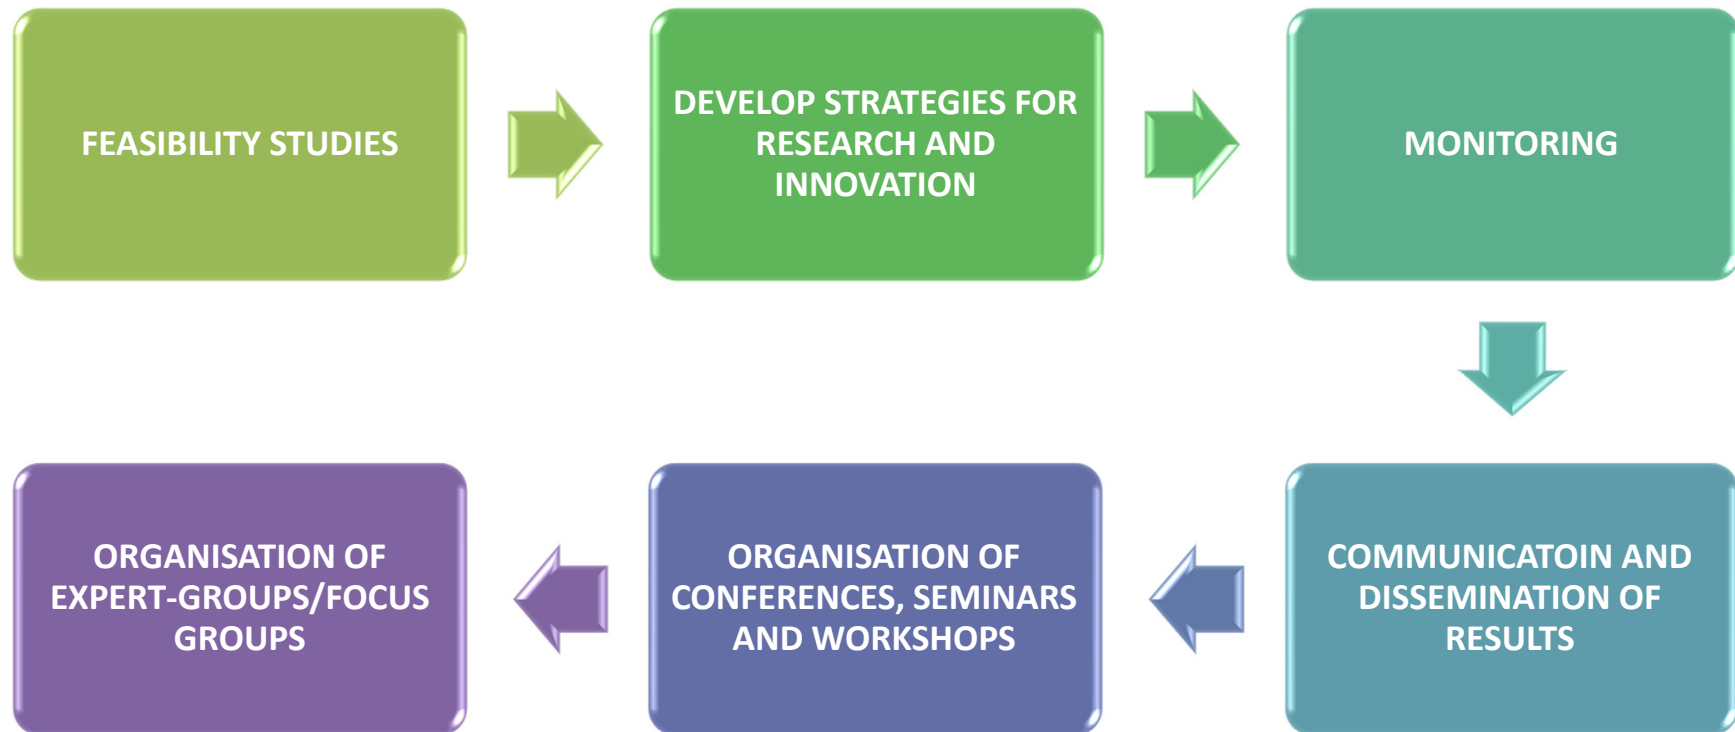 FEASIBILITY STUDIES
DEVELOP STRATEGIES FOR
RESEARCH AND
INNOVATION
MONITORING
COMMUNICATOIN AND
DISSEMINATION OF
RESULTS
ORGANISATION OF
CONFERENCES, SEMINARS
AND WORKSHOPS
ORGANISATION OF
EXPERT-GROUPS/FOCUS
GROUPS